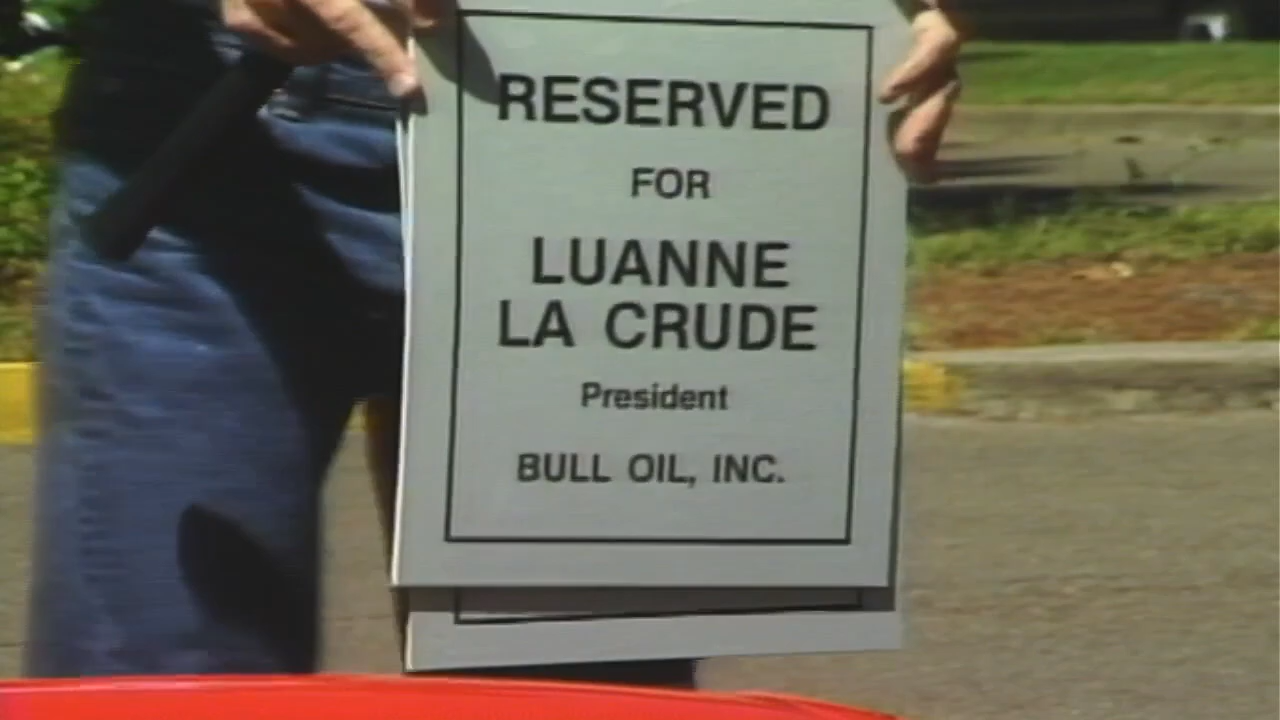 RESERVED
FOR
LUANNE
LA CRUDE
President
BULL OIL, INC.